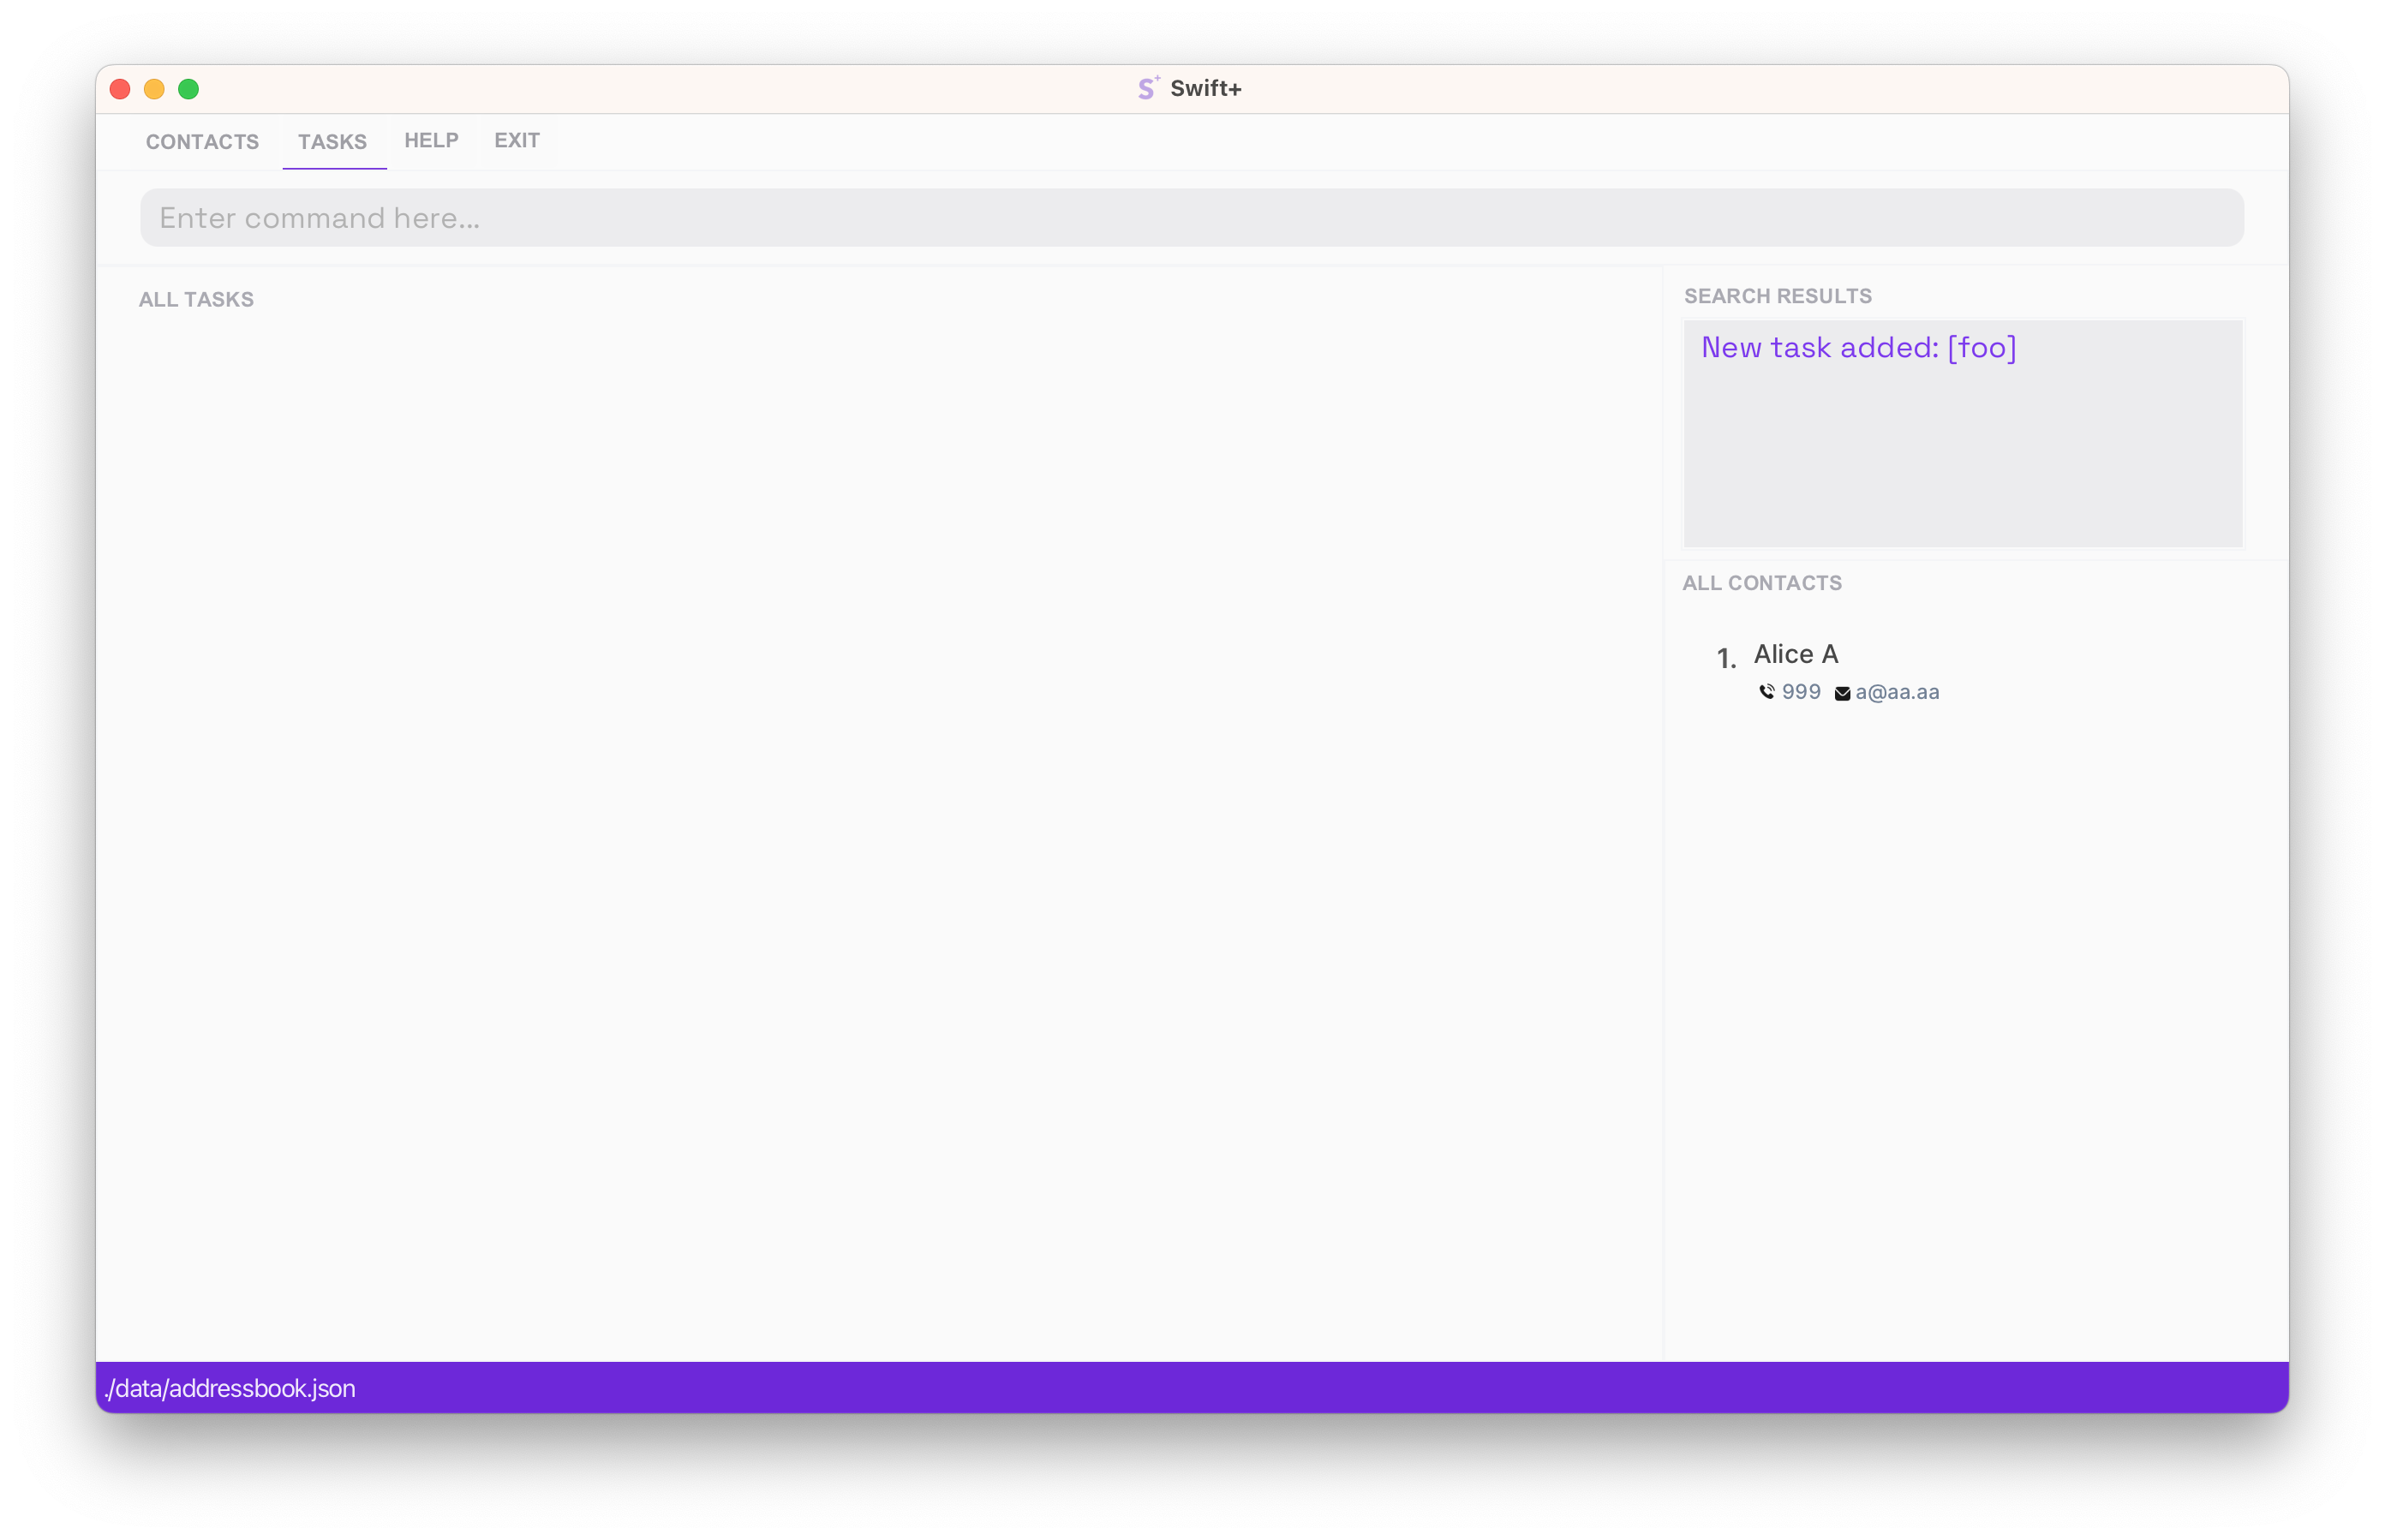 S+ Swift+
CONTACTS TASKS HELP EXIT
Enter command here...
ALL TASKS
SEARCH RESULTS
New task added: [foo]
ALL CONTACTS
1. Alice A
999 a@aa.aa
./data/addressbook.json